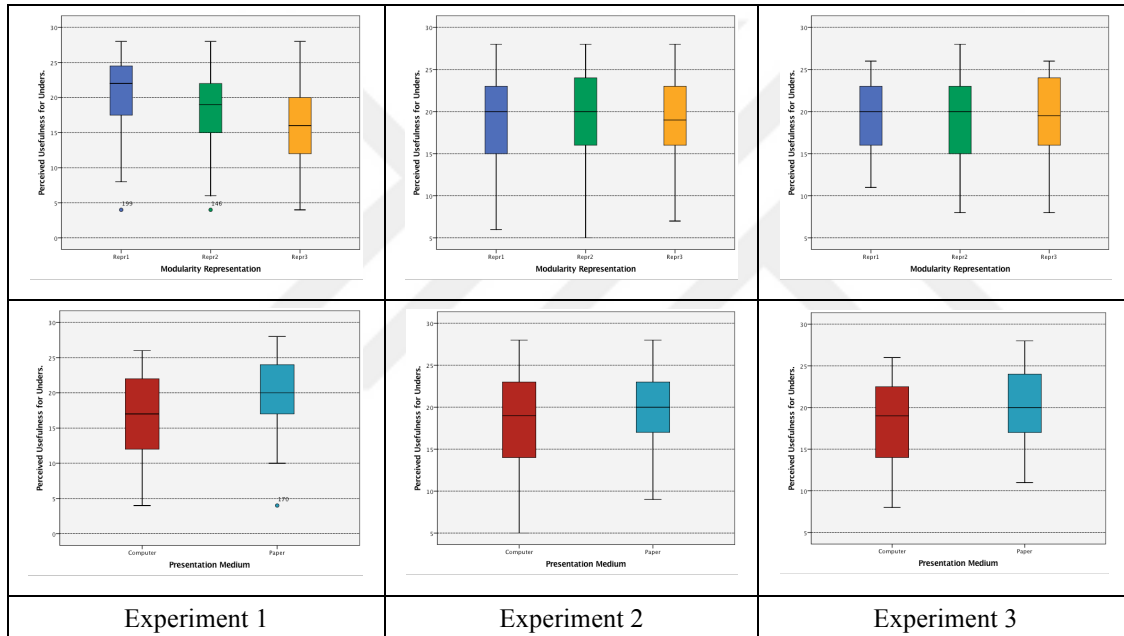 Perceived Usefulness for Unders.
30
25
20
15
10
5
0
199
146
Repr1 Repr2 Repr3
Modularity Representation
Perceived Usefulness for Unders.
30
25
20
15
10
5
Repr1 Repr2 Repr3
Modularity Representation
Perceived Usefulness for Unders.
30
25
20
15
10
5
Repr1 Repr2 Repr3
Modularity Representation
Perceived Usefulness for Unders.
30
25
20
15
10
5
0
170
Computer Paper
Presentation Medium
Perceived Usefulness for Unders.
30
25
20
15
10
5
Computer Paper
Presentation Medium
Perceived Usefulness for Unders.
30
25
20
15
10
5
Computer Paper
Presentation Medium
Experiment 1 Experiment 2 Experiment 3